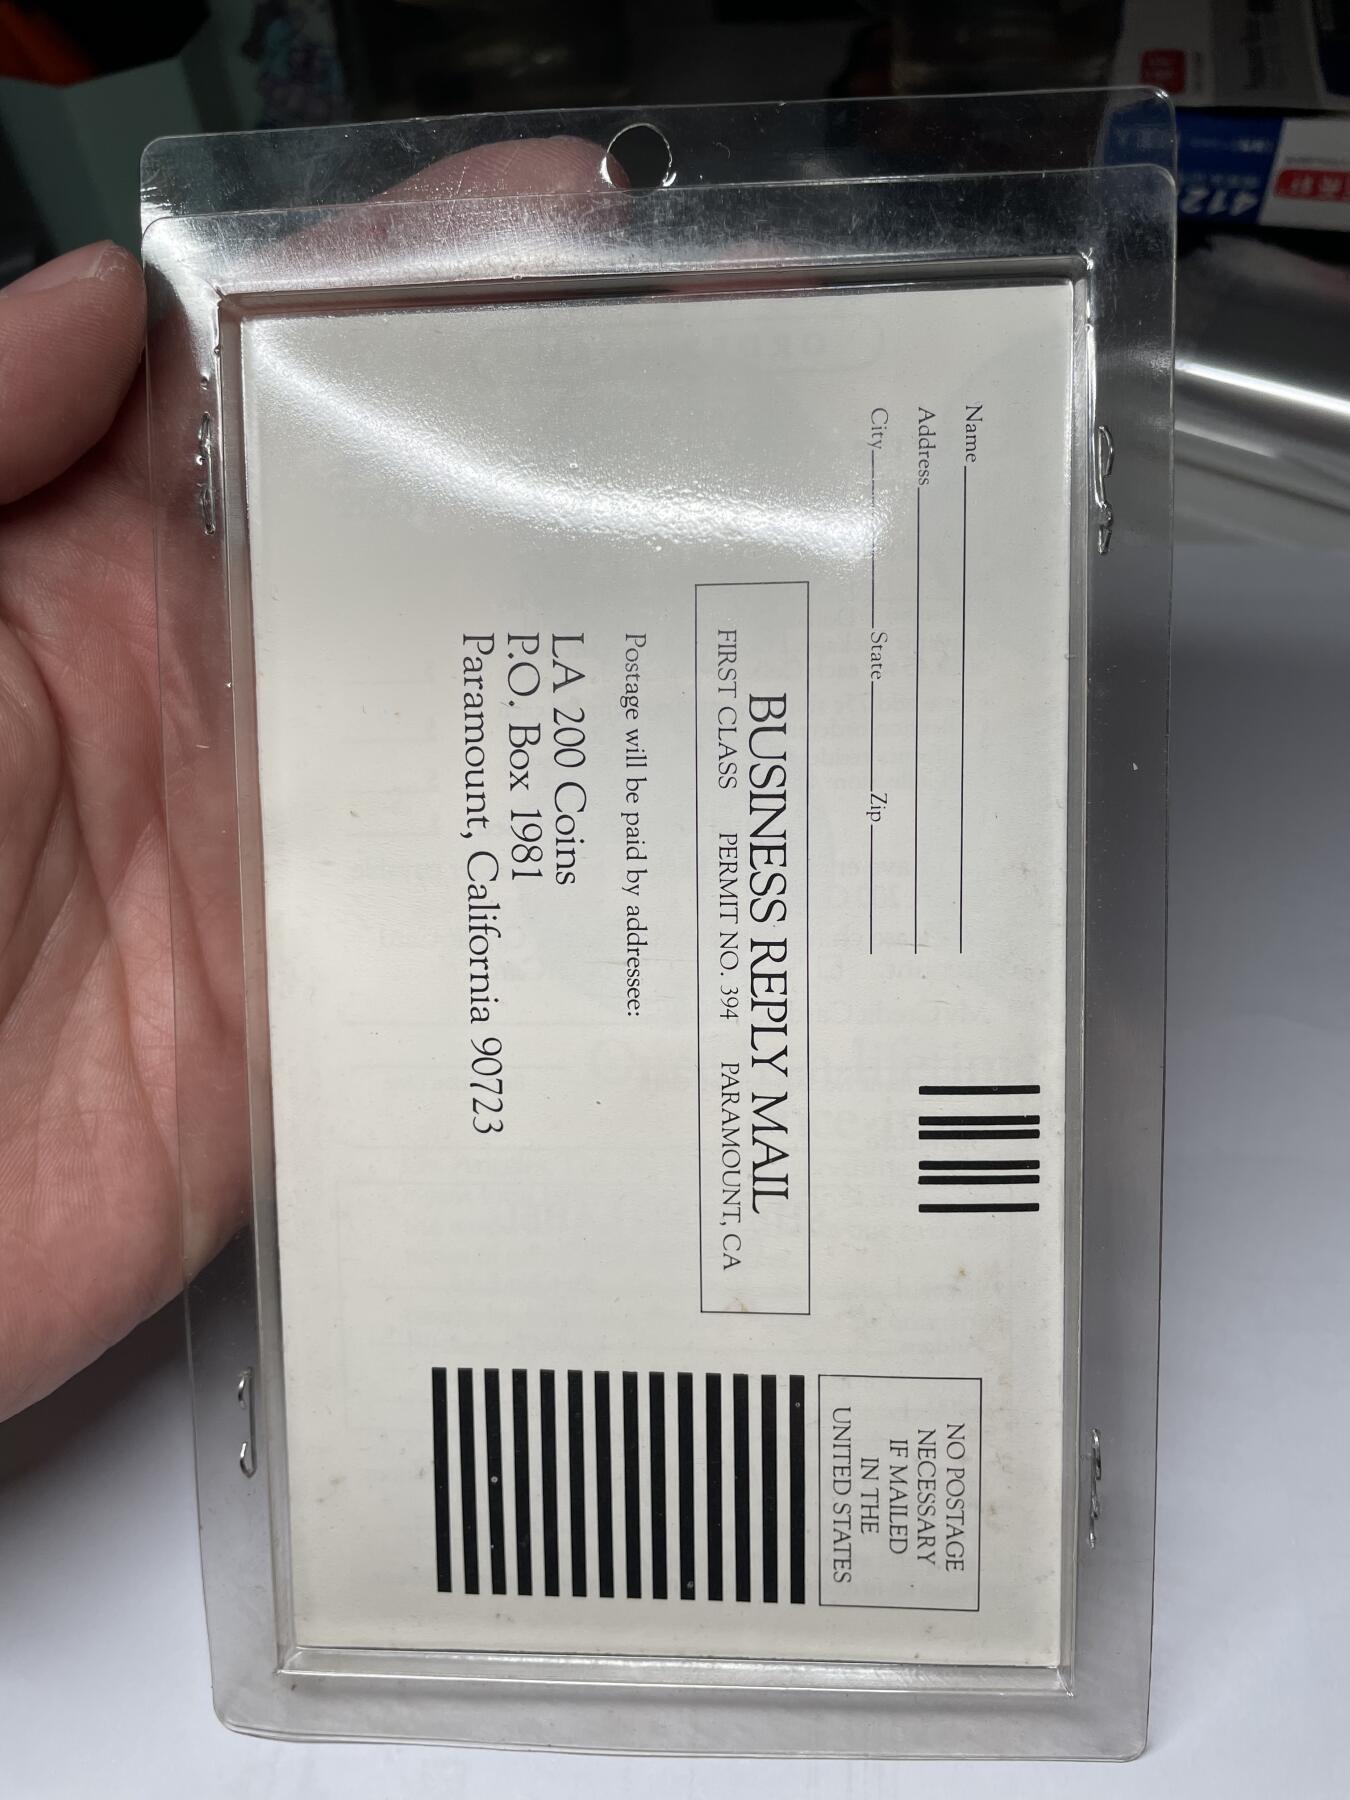 Name
Address
City State Zip
NO POSTAGE
NECESSARY
IF MAILED
IN THE
UNITED STATES
BUSINESS REPLY MAIL
FIRST CLASS PERMIT NO. 394 PARAMOUNT, CA
Postage will be paid by addressee:
LA 200 Coins
P.O. Box 1981
Paramount, California 90723
412